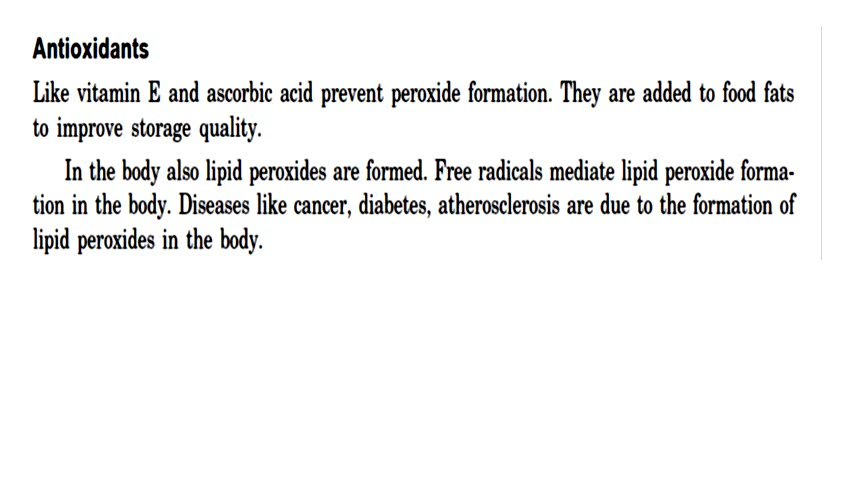 Antioxidants
Like vitamin E and ascorbic acid prevent peroxide formation. They are added to food fats
to improve storage quality.
In the body also lipid peroxides are formed. Free radicals mediate lipid peroxide forma-
tion in the body. Diseases like cancer, diabetes, atherosclerosis are due to the formation of
lipid peroxides in the body.